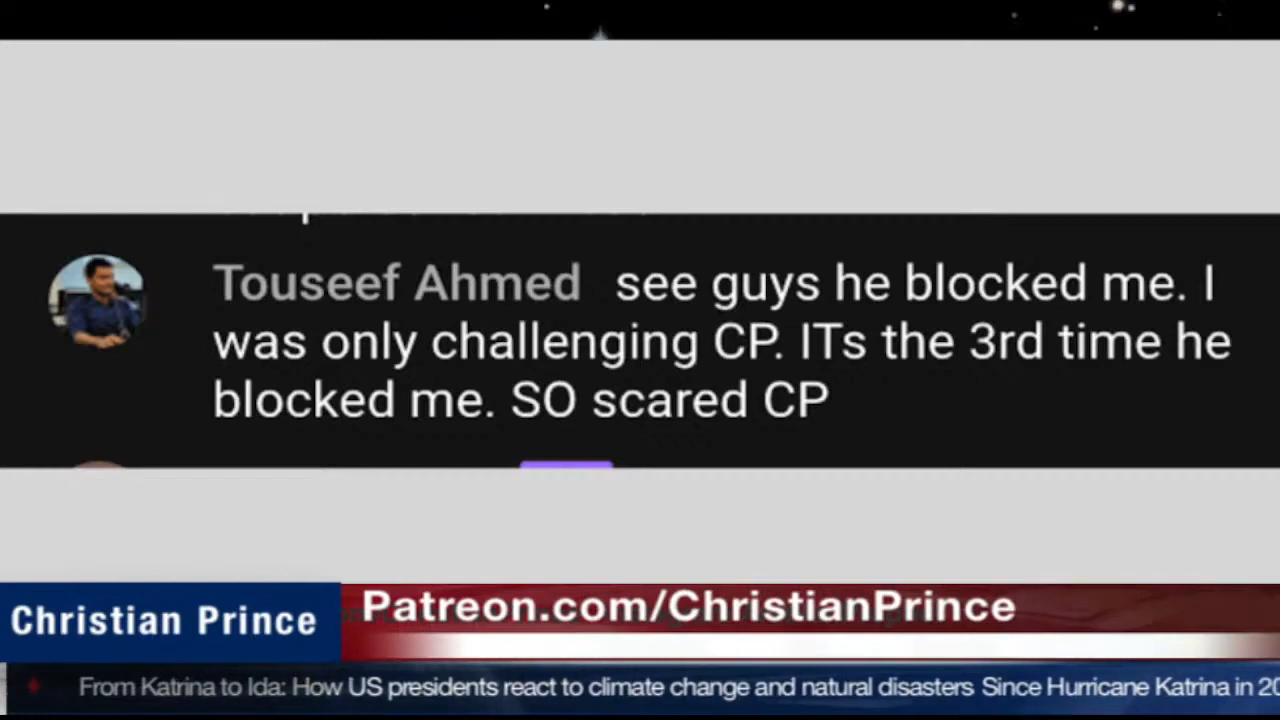 Touseef Ahmed see guys he blocked me. I
was only challenging CP. ITs the 3rd time he
blocked me. SO scared CP
Christian Prince
Patreon.com/ChristianPrince
From Katrina to Ida: How US presidents react to climate change and natural disasters Since Hurricane Katrina in 20